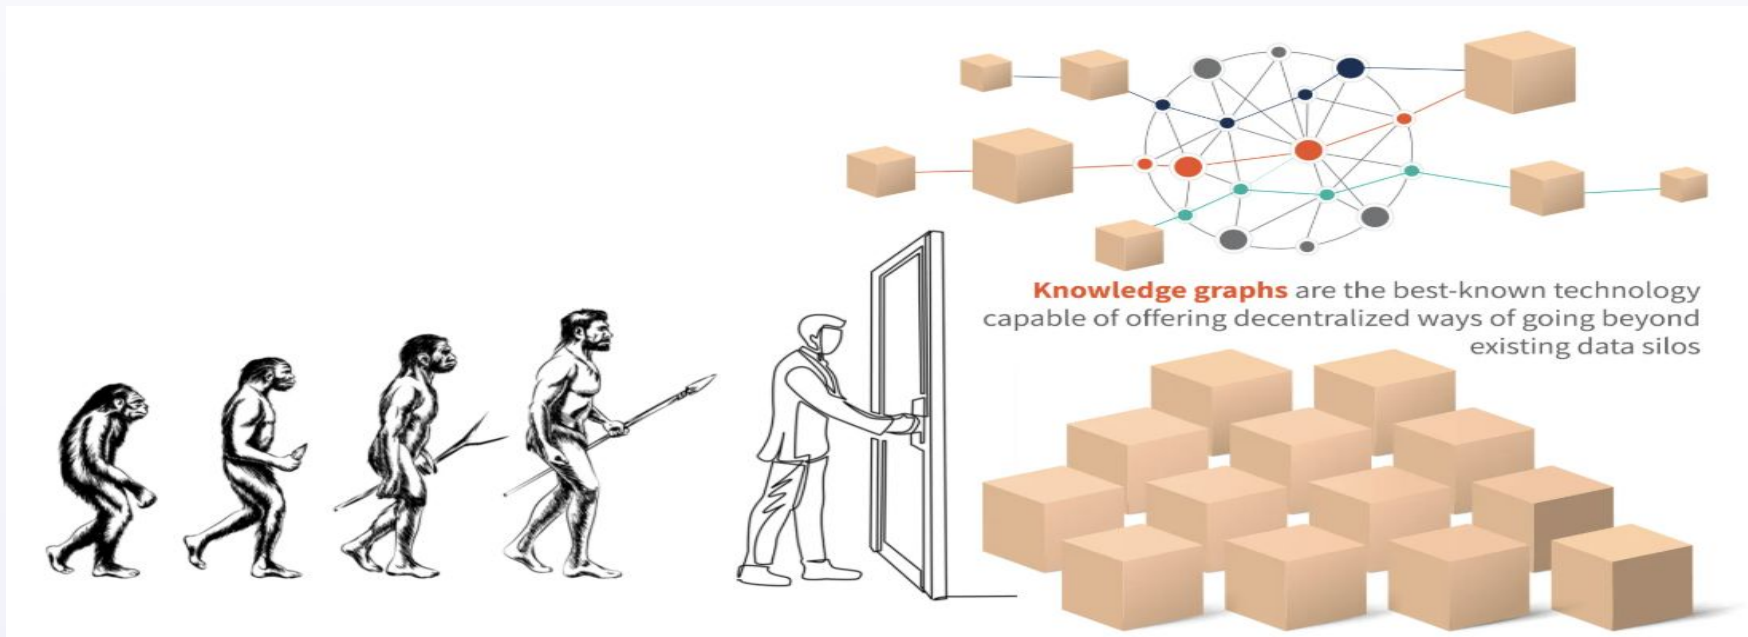 Knowledge graphs are the best-known technology
capable of offering decentralized ways of going beyond
existing data silos